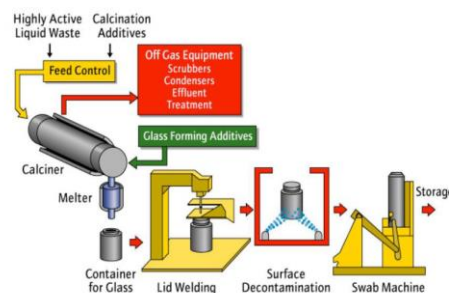 Highly Active
Liquid Waste
Calcination
Additives
Feed Control
Off Gas Equipment
Scrubbers
Condensers
Effluent
Treatment
Glass Forming Additives
Calciner
Melter
Storage
Container
for Glass
Lid Welding
Surface
Decontamination
Swab Machine